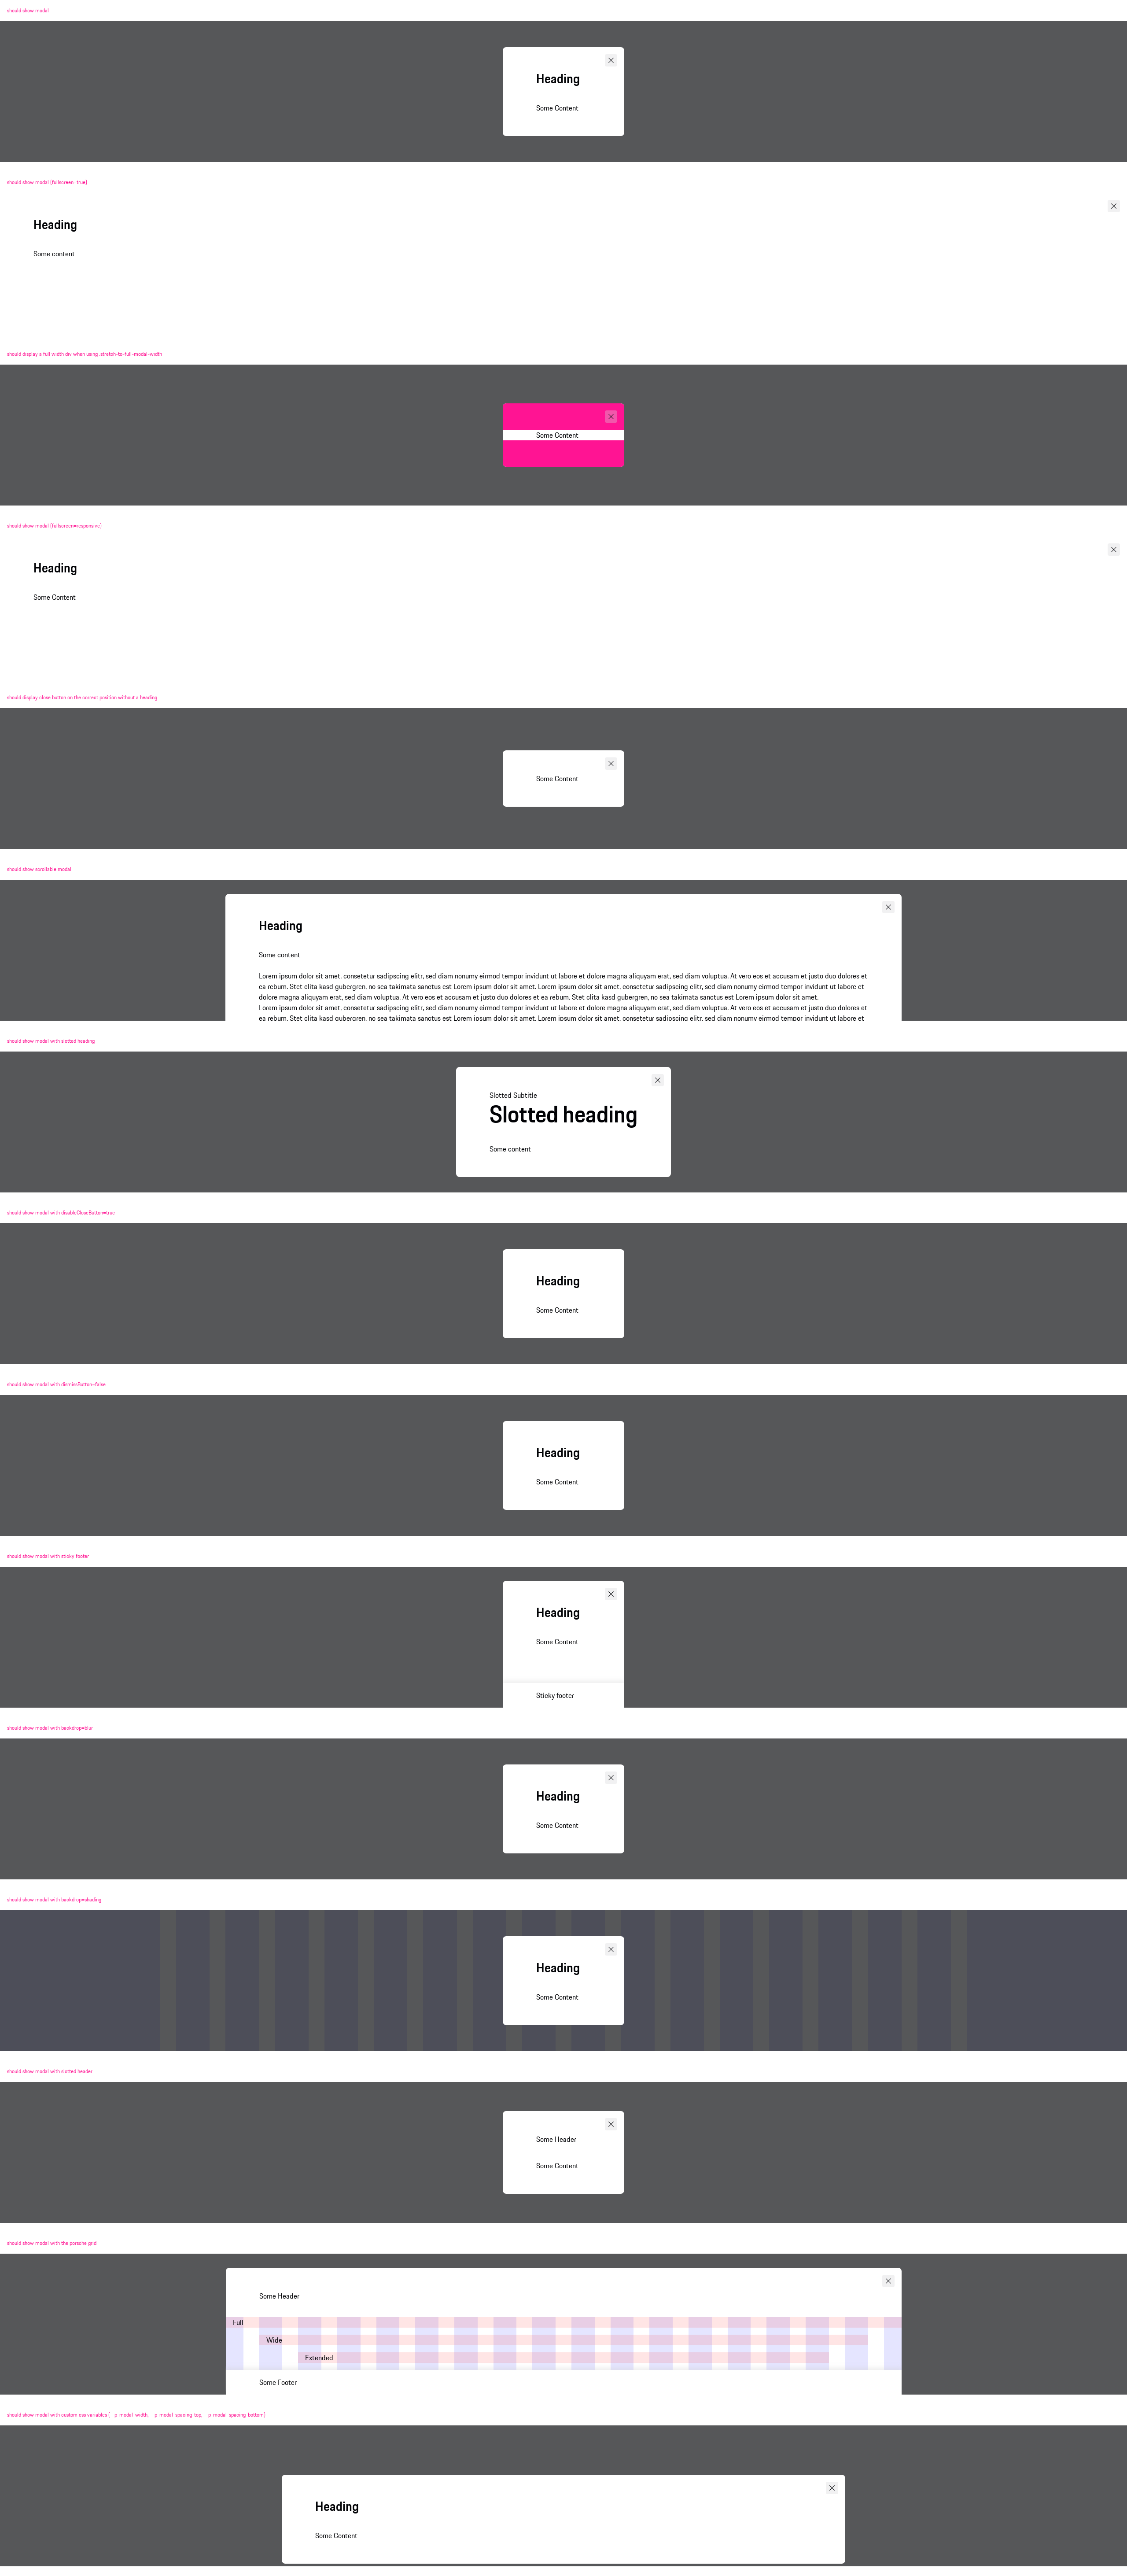 should show modal
Heading
Some Content
should show modal [fullscreen=true]
Heading
Some content
should display a full width div when using .stretch-to-full-modal-width
Some Content
should show modal [fullscreen=responsive]
Heading
Some Content
should display close button on the correct position without a heading.
Some Content
should show scrollable modal
Heading
Some content
Lorem ipsum dolor sit amet, consetetur sadipscing elitr, sed diam nonumy eirmod tempor invidunt ut labore et dolore magna aliquyam erat, sed diam voluptua. At vero eos et accusam et justo duo dolores et
ea rebum. Stet clita kasd gubergren, no sea takimata sanctus est Lorem ipsum dolor sit amet. Lorem ipsum dolor sit amet, consetetur sadipscing elitr, sed diam nonumy eirmod tempor invidunt ut labore et
dolore magna aliquyam erat, sed diam voluptua. At vero eos et accusam et justo duo dolores et ea rebum. Stet clita kasd gubergren, no sea takimata sanctus est Lorem ipsum dolor sit amet.
Lorem ipsum dolor sit amet, consetetur sadipscing elitr, sed diam nonumy eirmod tempor invidunt ut labore et dolore magna aliquyam erat, sed diam voluptua. At vero eos et accusam et justo duo dolores et
ea rebum. Stet clita kasd gubergren, no sea takimata sanctus est Lorem ipsum dolor sit amet. Lorem ipsum dolor sit amet, consetetur sadipscing elitr, sed diam nonumy eirmod tempor invidunt ut labore et
should show modal with slotted heading
Slotted Subtitle
Slotted heading
Some content
should show modal with disableCloseButton=true
Heading
Some Content
should show modal with dismissButton=false
Heading
Some Content
should show modal with sticky footer
Heading
Some Content
Sticky footer
should show modal with backdrop=blur
Heading
Some Content
should show modal with backdrop=shading
Heading
Some Content
should show modal with slotted header
Some Header
Some Content
should show modal with the porsche grid
Some Header
Full
Wide
Extended
Some Footer
should show modal with custom css variables [--p-modal-width, --p-modal-spacing-top, --p-modal-spacing-bottom]
Heading
Some Content